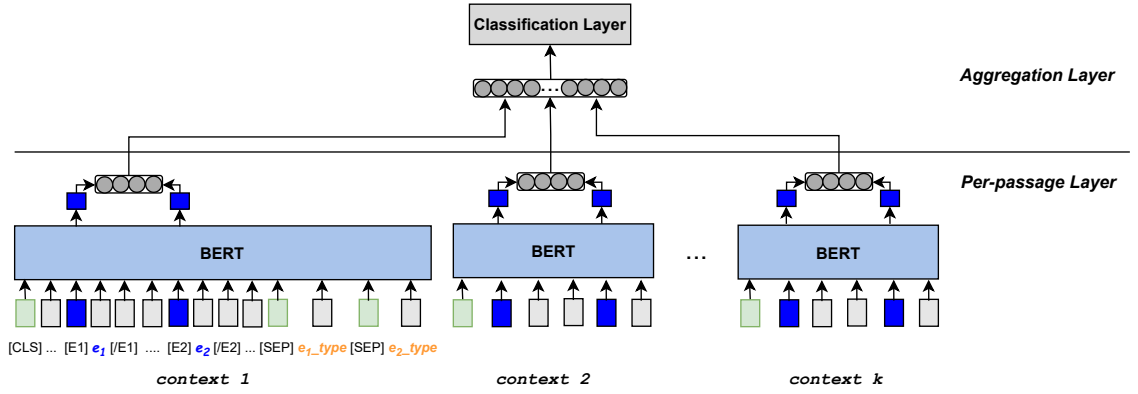 Classification Layer
...
Aggregation Layer
Per-passage Layer
BERT
BERT
...
BERT
[CLS] ... [E1] e1 [/E1] .... [E2] e2 [/E2] ... [SEP] e1_type [SEP] e2_type
context 1
context 2
context k